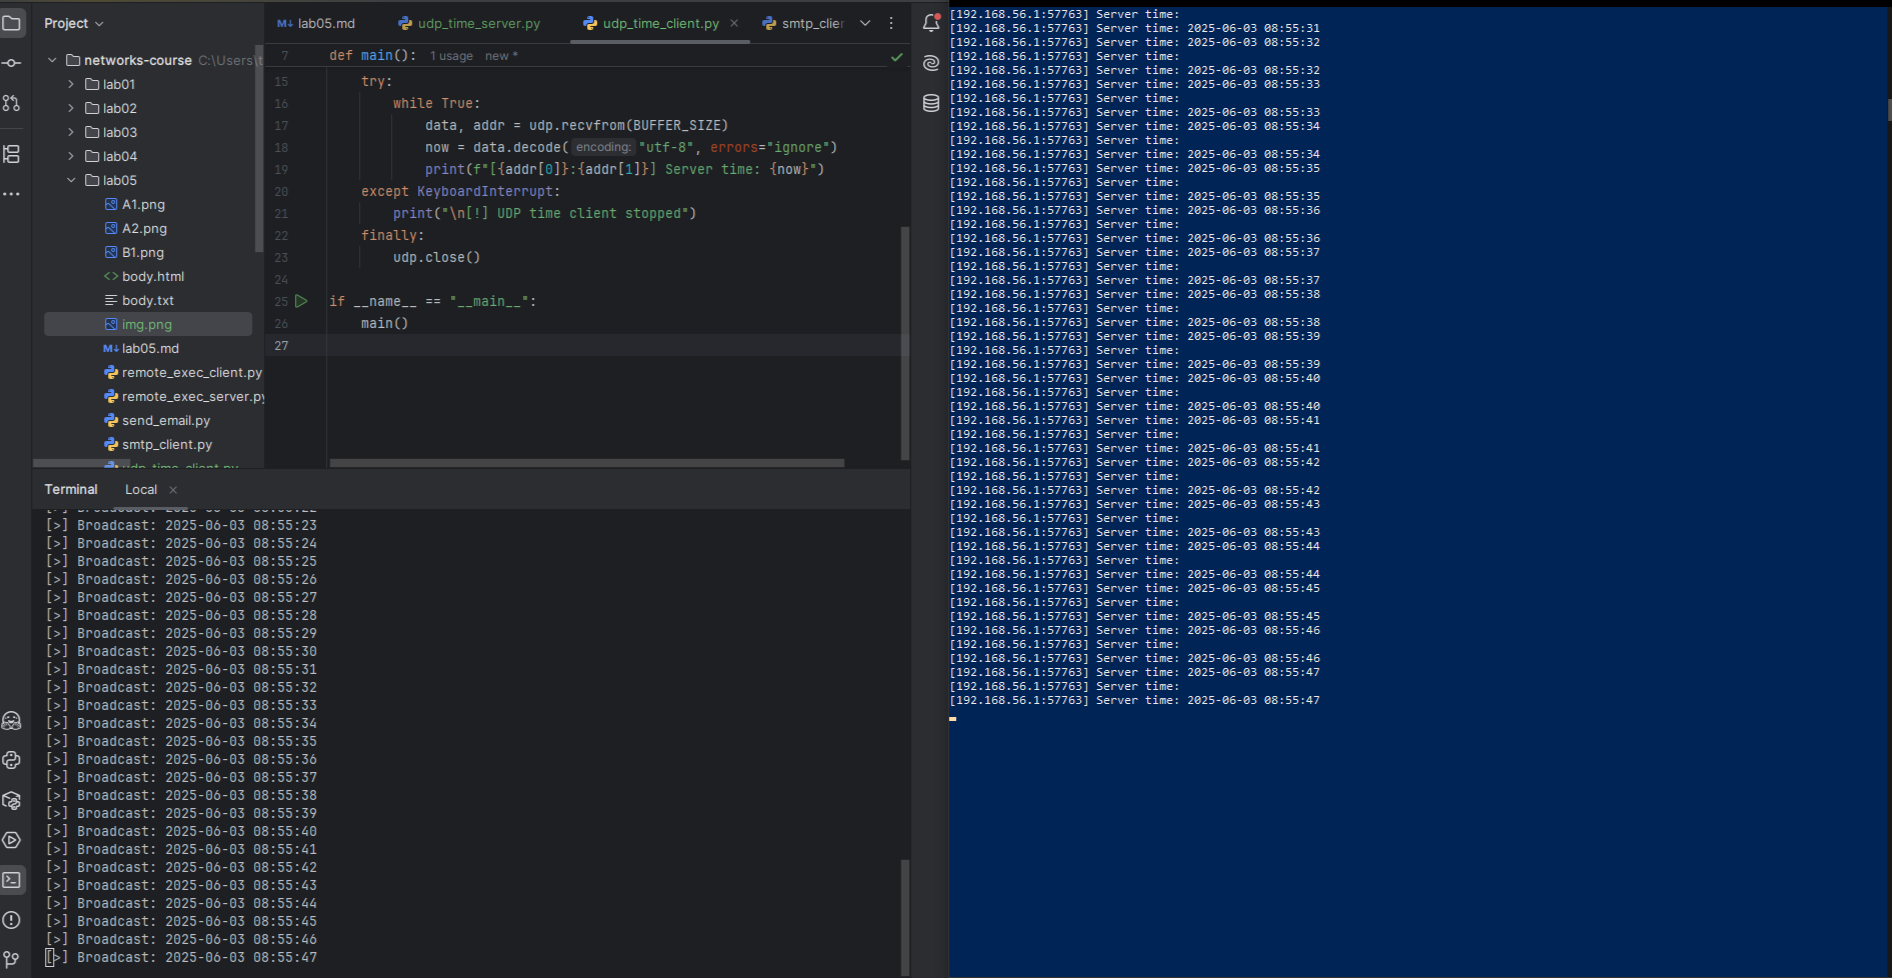 Project
networks-course C:\Users\t
lab01
lab02
lab03
lab04
lab05
A1.png
A2.png
B1.png
body.html
body.txt
img.png
M↓ lab05.md
remote_exec_client.py
remote_exec_server.py
send_email.py
smtp_client.py
udp_time_client.py
M↓ lab05.md
udp_time_server.py
udp_time_client.py
smtp_clie
7 def main(): 1 usage new *
15 try:
16 while True:
17 data, addr = udp.recvfrom(BUFFER_SIZE)
18 now = data.decode( encoding: "utf-8", errors="ignore")
19 print(f"[{addr[0]}:{addr[1]}] Server time: {now}")
20 except KeyboardInterrupt:
21 print("\n[!] UDP time client stopped")
22 finally:
23 udp.close()
24
25 if __name__ == "__main__":
26 main()
27
Terminal Local
[>] Broadcast: 2025-06-03 08:55:22
[>] Broadcast: 2025-06-03 08:55:23
[>] Broadcast: 2025-06-03 08:55:24
[>] Broadcast: 2025-06-03 08:55:25
[>] Broadcast: 2025-06-03 08:55:26
[>] Broadcast: 2025-06-03 08:55:27
[>] Broadcast: 2025-06-03 08:55:28
[>] Broadcast: 2025-06-03 08:55:29
[>] Broadcast: 2025-06-03 08:55:30
[>] Broadcast: 2025-06-03 08:55:31
[>] Broadcast: 2025-06-03 08:55:32
[>] Broadcast: 2025-06-03 08:55:33
[>] Broadcast: 2025-06-03 08:55:34
[>] Broadcast: 2025-06-03 08:55:35
[>] Broadcast: 2025-06-03 08:55:36
[>] Broadcast: 2025-06-03 08:55:37
[>] Broadcast: 2025-06-03 08:55:38
[>] Broadcast: 2025-06-03 08:55:39
[>] Broadcast: 2025-06-03 08:55:40
[>] Broadcast: 2025-06-03 08:55:41
[>] Broadcast: 2025-06-03 08:55:42
[>] Broadcast: 2025-06-03 08:55:43
[>] Broadcast: 2025-06-03 08:55:44
[>] Broadcast: 2025-06-03 08:55:45
[>] Broadcast: 2025-06-03 08:55:46
[>] Broadcast: 2025-06-03 08:55:47
[192.168.56.1:57763] Server time:
[192.168.56.1:57763] Server time: 2025-06-03 08:55:31
[192.168.56.1:57763] Server time: 2025-06-03 08:55:32
[192.168.56.1:57763] Server time:
[192.168.56.1:57763] Server time: 2025-06-03 08:55:32
[192.168.56.1:57763] Server time: 2025-06-03 08:55:33
[192.168.56.1:57763] Server time:
[192.168.56.1:57763] Server time: 2025-06-03 08:55:33
[192.168.56.1:57763] Server time: 2025-06-03 08:55:34
[192.168.56.1:57763] Server time:
[192.168.56.1:57763] Server time: 2025-06-03 08:55:34
[192.168.56.1:57763] Server time: 2025-06-03 08:55:35
[192.168.56.1:57763] Server time:
[192.168.56.1:57763] Server time: 2025-06-03 08:55:35
[192.168.56.1:57763] Server time: 2025-06-03 08:55:36
[192.168.56.1:57763] Server time:
[192.168.56.1:57763] Server time: 2025-06-03 08:55:36
[192.168.56.1:57763] Server time: 2025-06-03 08:55:37
[192.168.56.1:57763] Server time:
[192.168.56.1:57763] Server time: 2025-06-03 08:55:37
[192.168.56.1:57763] Server time: 2025-06-03 08:55:38
[192.168.56.1:57763] Server time:
[192.168.56.1:57763] Server time: 2025-06-03 08:55:38
[192.168.56.1:57763] Server time: 2025-06-03 08:55:39
[192.168.56.1:57763] Server time:
[192.168.56.1:57763] Server time: 2025-06-03 08:55:39
[192.168.56.1:57763] Server time: 2025-06-03 08:55:40
[192.168.56.1:57763] Server time:
[192.168.56.1:57763] Server time: 2025-06-03 08:55:40
[192.168.56.1:57763] Server time: 2025-06-03 08:55:41
[192.168.56.1:57763] Server time:
[192.168.56.1:57763] Server time: 2025-06-03 08:55:41
[192.168.56.1:57763] Server time: 2025-06-03 08:55:42
[192.168.56.1:57763] Server time:
[192.168.56.1:57763] Server time: 2025-06-03 08:55:42
[192.168.56.1:57763] Server time: 2025-06-03 08:55:43
[192.168.56.1:57763] Server time:
[192.168.56.1:57763] Server time: 2025-06-03 08:55:43
[192.168.56.1:57763] Server time: 2025-06-03 08:55:44
[192.168.56.1:57763] Server time:
[192.168.56.1:57763] Server time: 2025-06-03 08:55:44
[192.168.56.1:57763] Server time: 2025-06-03 08:55:45
[192.168.56.1:57763] Server time:
[192.168.56.1:57763] Server time: 2025-06-03 08:55:45
[192.168.56.1:57763] Server time: 2025-06-03 08:55:46
[192.168.56.1:57763] Server time:
[192.168.56.1:57763] Server time: 2025-06-03 08:55:46
[192.168.56.1:57763] Server time: 2025-06-03 08:55:47
[192.168.56.1:57763] Server time:
[192.168.56.1:57763] Server time: 2025-06-03 08:55:47